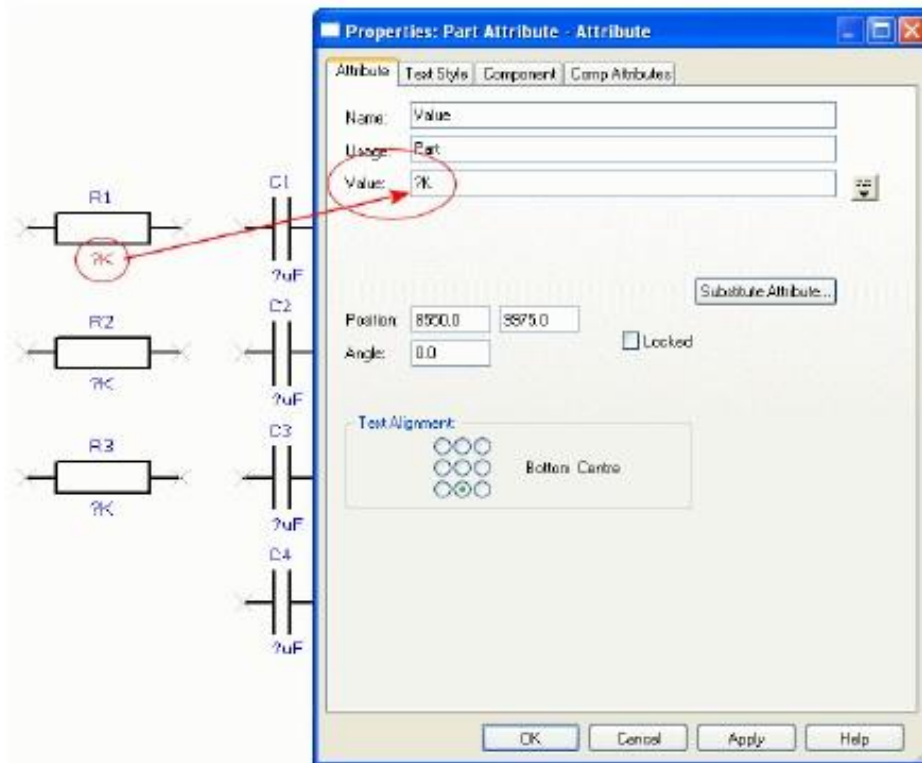 Properties: Part Attribute - Attribute
Attribute Text Style Component Comp Attributes
Name: Value
Usage: Part
Value: ?K
Substitute Attribute...
Position: 8550.0 9975.0
Angle: 0.0
Locked
Text Alignment:
Bottom Centre
OK Cancel Apply Help
R1
?K
R2
?K
R3
?K
C1
?uF
C2
?uF
C3
?uF
C4
?uF